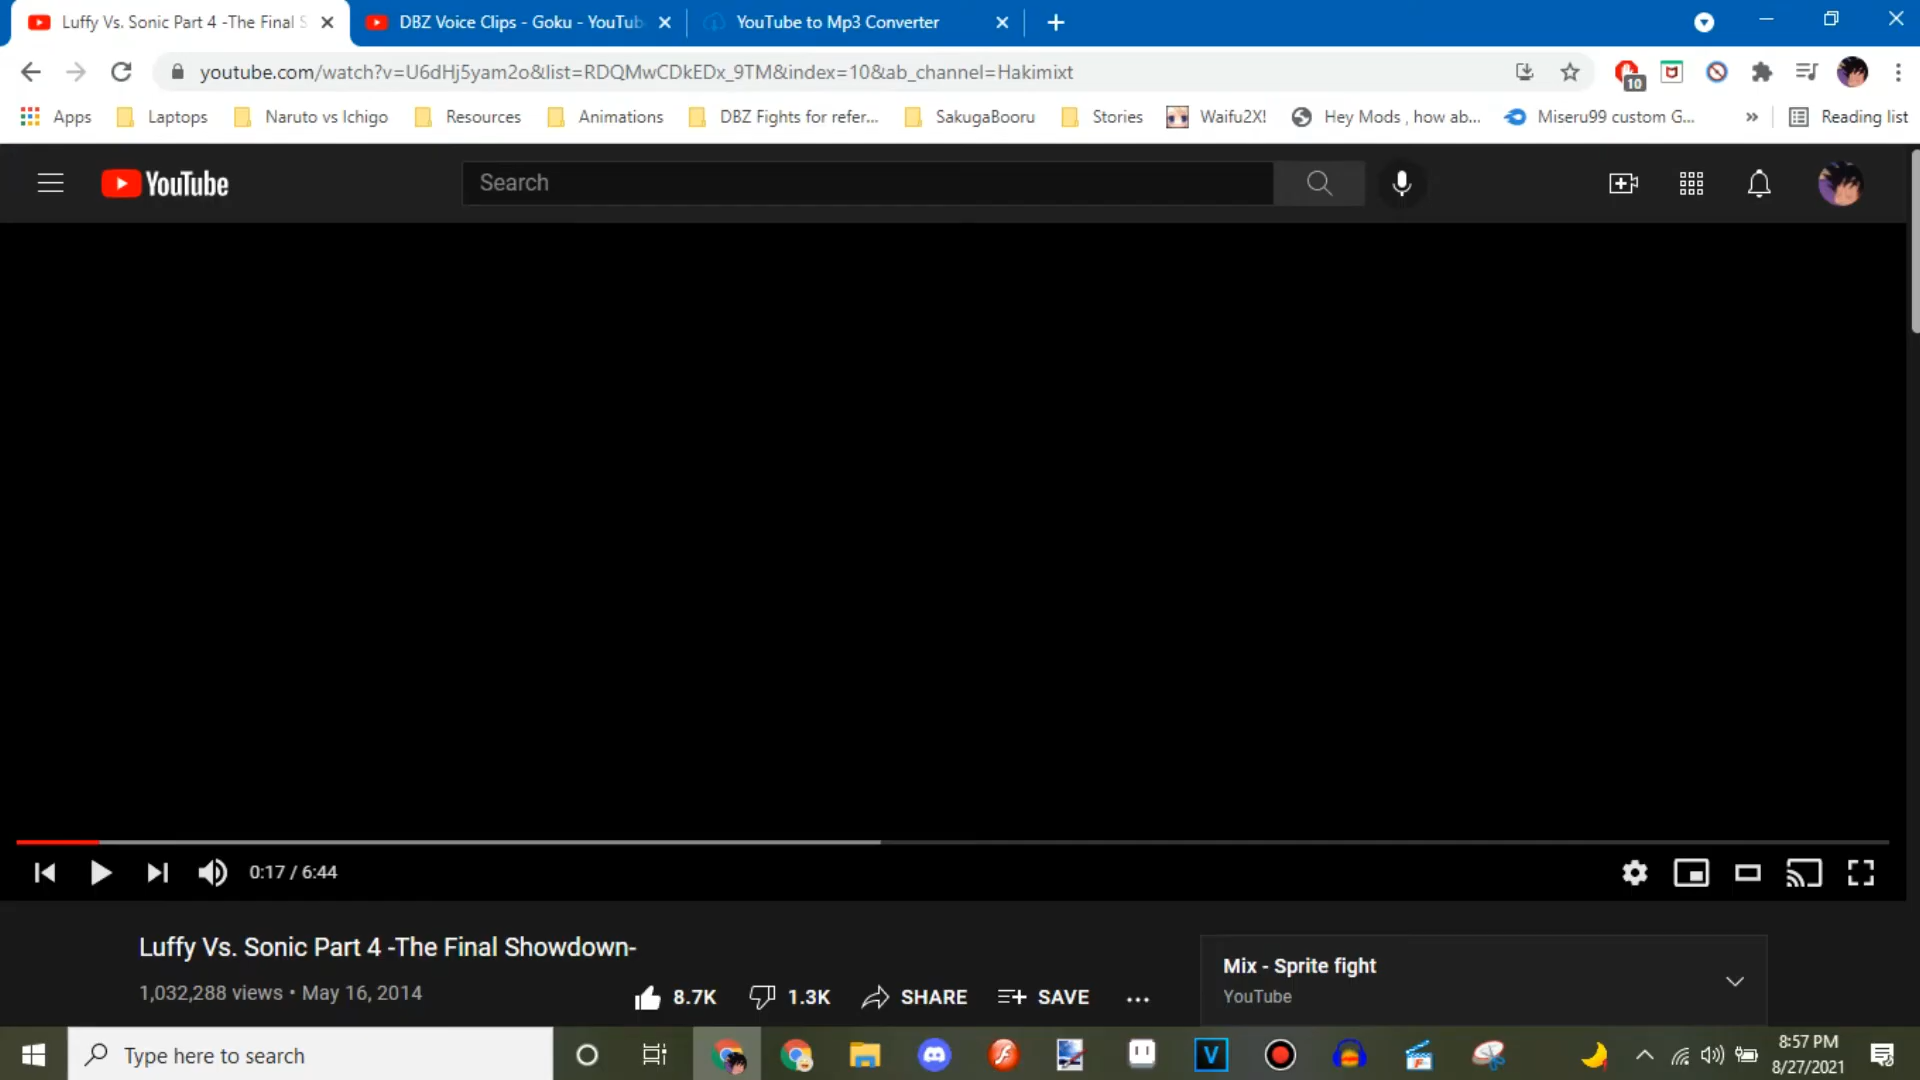 Luffy Vs. Sonic Part 4 -The Final S
DBZ Voice Clips - Goku - YouTub
YouTube to Mp3 Converter
youtube.com/watch?v=U6dHj5yam2o&list=RDQMwCDkEDx_9TM&index=10&ab_channel=Hakimixt
10
Apps
Laptops
Naruto vs Ichigo
Resources
Animations
DBZ Fights for refer...
SakugaBooru
Stories
Waifu2X!
Hey Mods , how ab...
Miseru99 custom G...
»
Reading list
YouTube
Search
0:17 / 6:44
Luffy Vs. Sonic Part 4 -The Final Showdown-
1,032,288 views • May 16, 2014
8.7K
1.3K
SHARE
SAVE
Mix - Sprite fight
YouTube
Type here to search
V
8:57 PM
8/27/2021